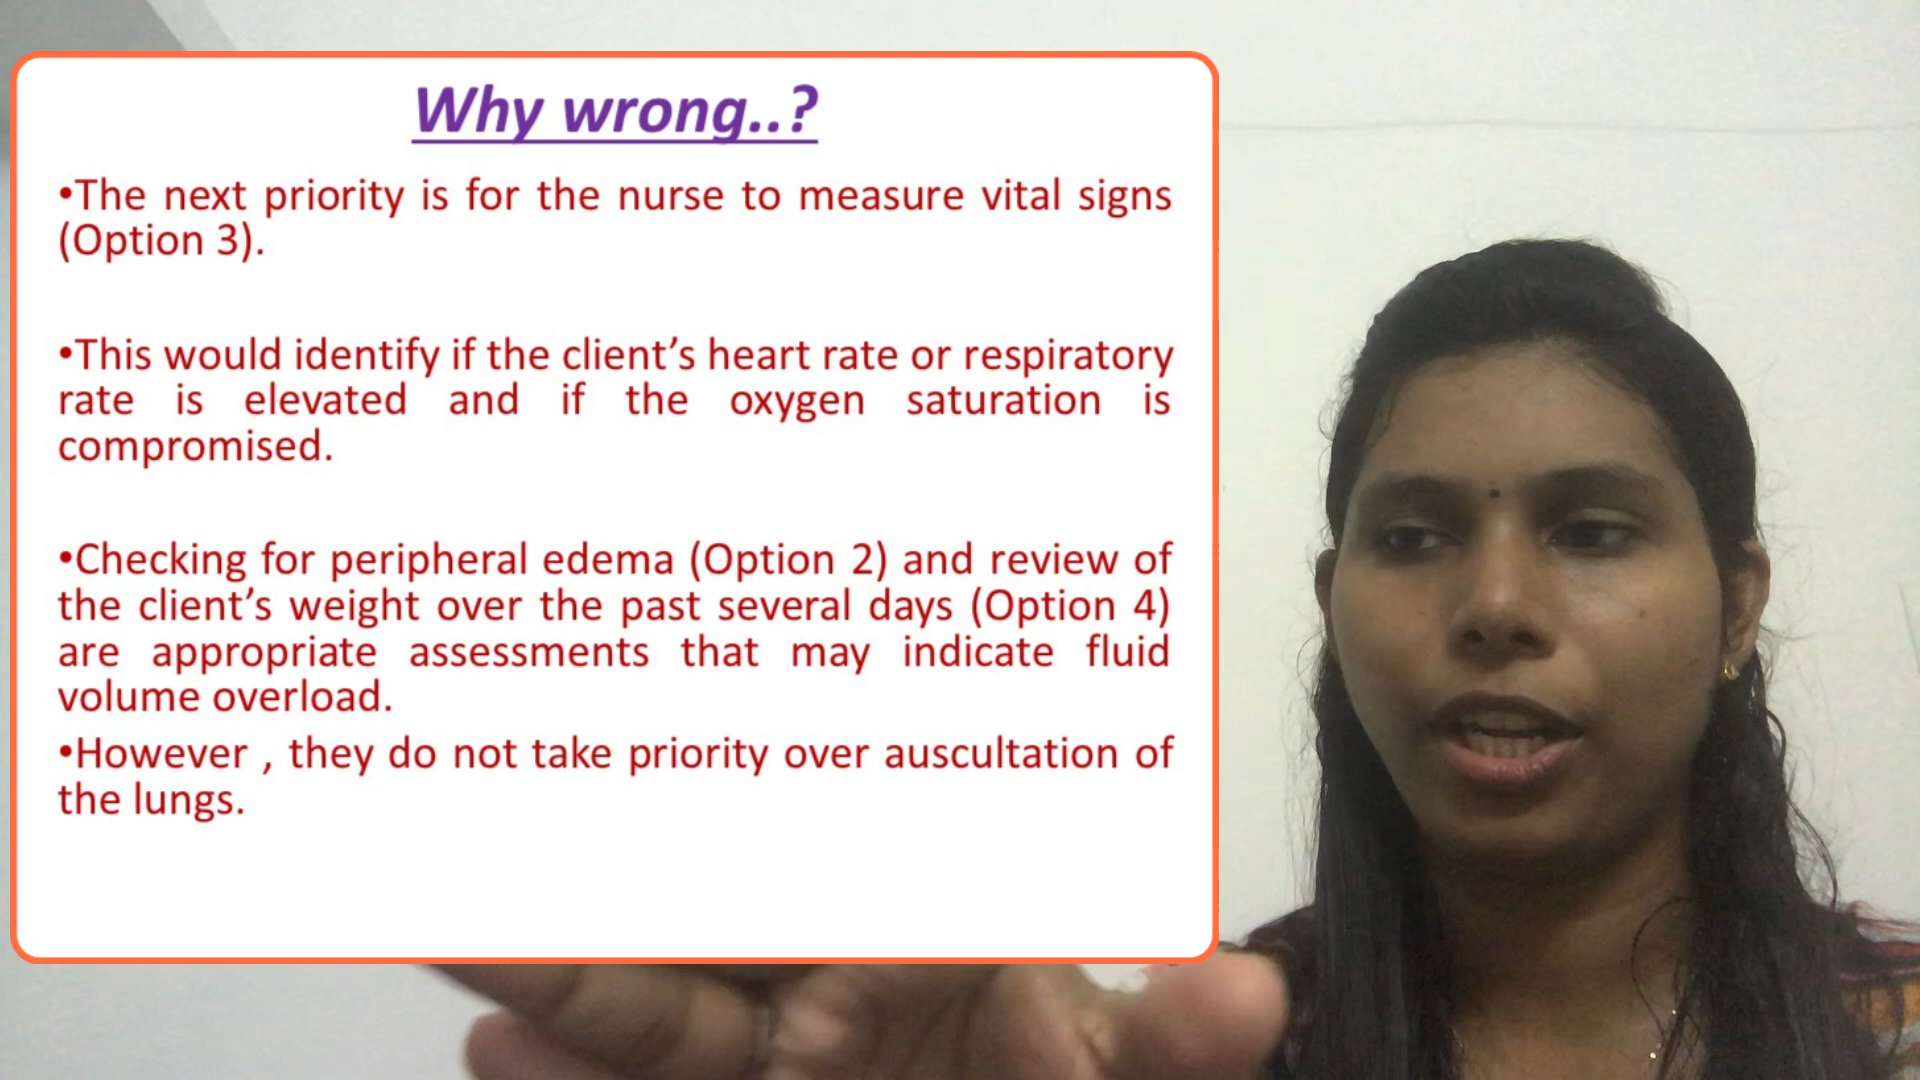 Why wrong..?
•The next priority is for the nurse to measure vital signs
(Option 3).
•This would identify if the client’s heart rate or respiratory
rate is elevated and if the oxygen saturation is
compromised.
•Checking for peripheral edema (Option 2) and review of
the client’s weight over the past several days (Option 4)
are appropriate assessments that may indicate fluid
volume overload.
•However , they do not take priority over auscultation of
the lungs.